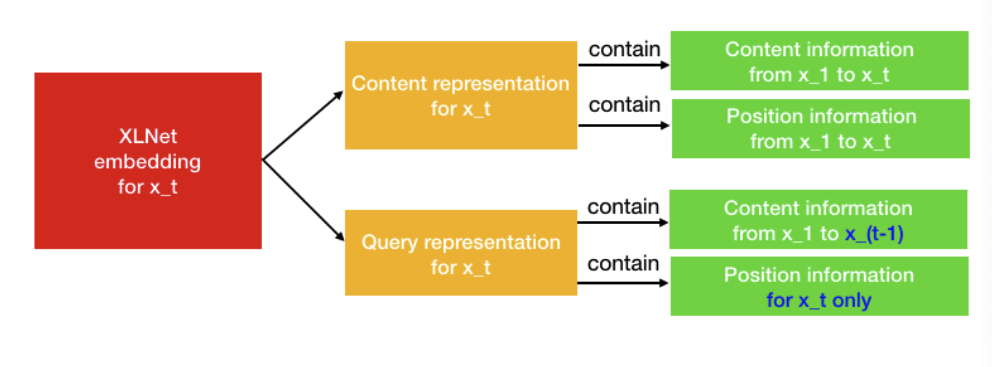 XLNet
embedding
for x_t
Content representation
for x_t
contain
Content information
from x_1 to x_t
contain
Position information
from x_1 to x_t
Query representation
for x_t
contain
Content information
from x_1 to x_(t-1)
contain
Position information
for x_t only